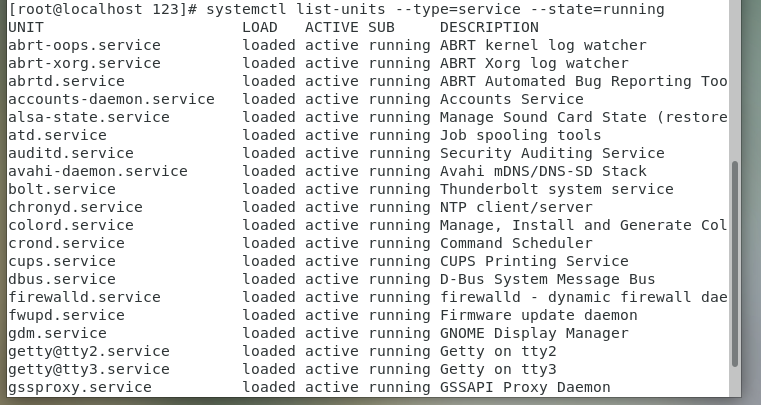 [root@localhost 123]# systemctl list-units --type=service --state=running
UNIT LOAD ACTIVE SUB DESCRIPTION
abrt-oops.service loaded active running ABRT kernel log watcher
abrt-xorg.service loaded active running ABRT Xorg log watcher
abrtd.service loaded active running ABRT Automated Bug Reporting Too
accounts-daemon.service loaded active running Accounts Service
alsa-state.service loaded active running Manage Sound Card State (restore
atd.service loaded active running Job spooling tools
auditd.service loaded active running Security Auditing Service
avahi-daemon.service loaded active running Avahi mDNS/DNS-SD Stack
bolt.service loaded active running Thunderbolt system service
chronyd.service loaded active running NTP client/server
colord.service loaded active running Manage, Install and Generate Col
crond.service loaded active running Command Scheduler
cups.service loaded active running CUPS Printing Service
dbus.service loaded active running D-Bus System Message Bus
firewalld.service loaded active running firewalld - dynamic firewall dae
fwupd.service loaded active running Firmware update daemon
gdm.service loaded active running GNOME Display Manager
getty@tty2.service loaded active running Getty on tty2
getty@tty3.service loaded active running Getty on tty3
gssproxy.service loaded active running GSSAPI Proxy Daemon